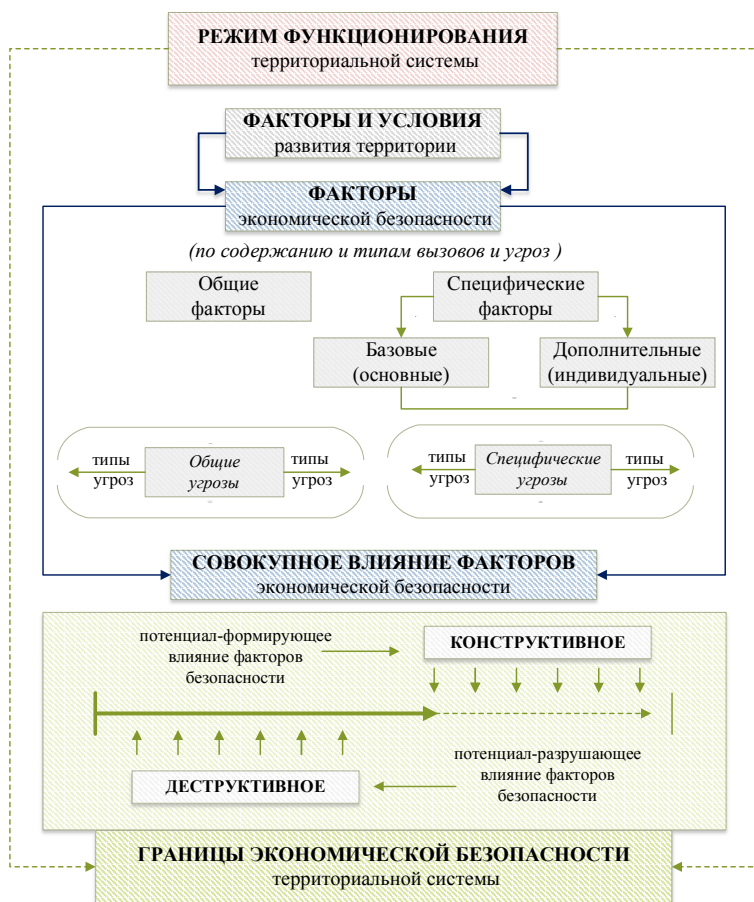 РЕЖИМ ФУНКЦИОНИРОВАНИЯ
территориальной системы
ФАКТОРЫ И УСЛОВИЯ
развития территории
ФАКТОРЫ
экономической безопасности
(по содержанию и типам вызовов и угроз )
Общие
факторы
Специфические
факторы
Базовые
(основные)
Дополнительные
(индивидуальные)
типы
угроз
Общие
угрозы
типы
угроз
типы
угроз
Специфические
угрозы
типы
угроз
СОВОКУПНОЕ ВЛИЯНИЕ ФАКТОРОВ
экономической безопасности
потенциал-формирующее
влияние факторов
безопасности
КОНСТРУКТИВНОЕ
ДЕСТРУКТИВНОЕ
потенциал-разрушающее
влияние факторов
безопасности
ГРАНИЦЫ ЭКОНОМИЧЕСКОЙ БЕЗОПАСНОСТИ
территориальной системы